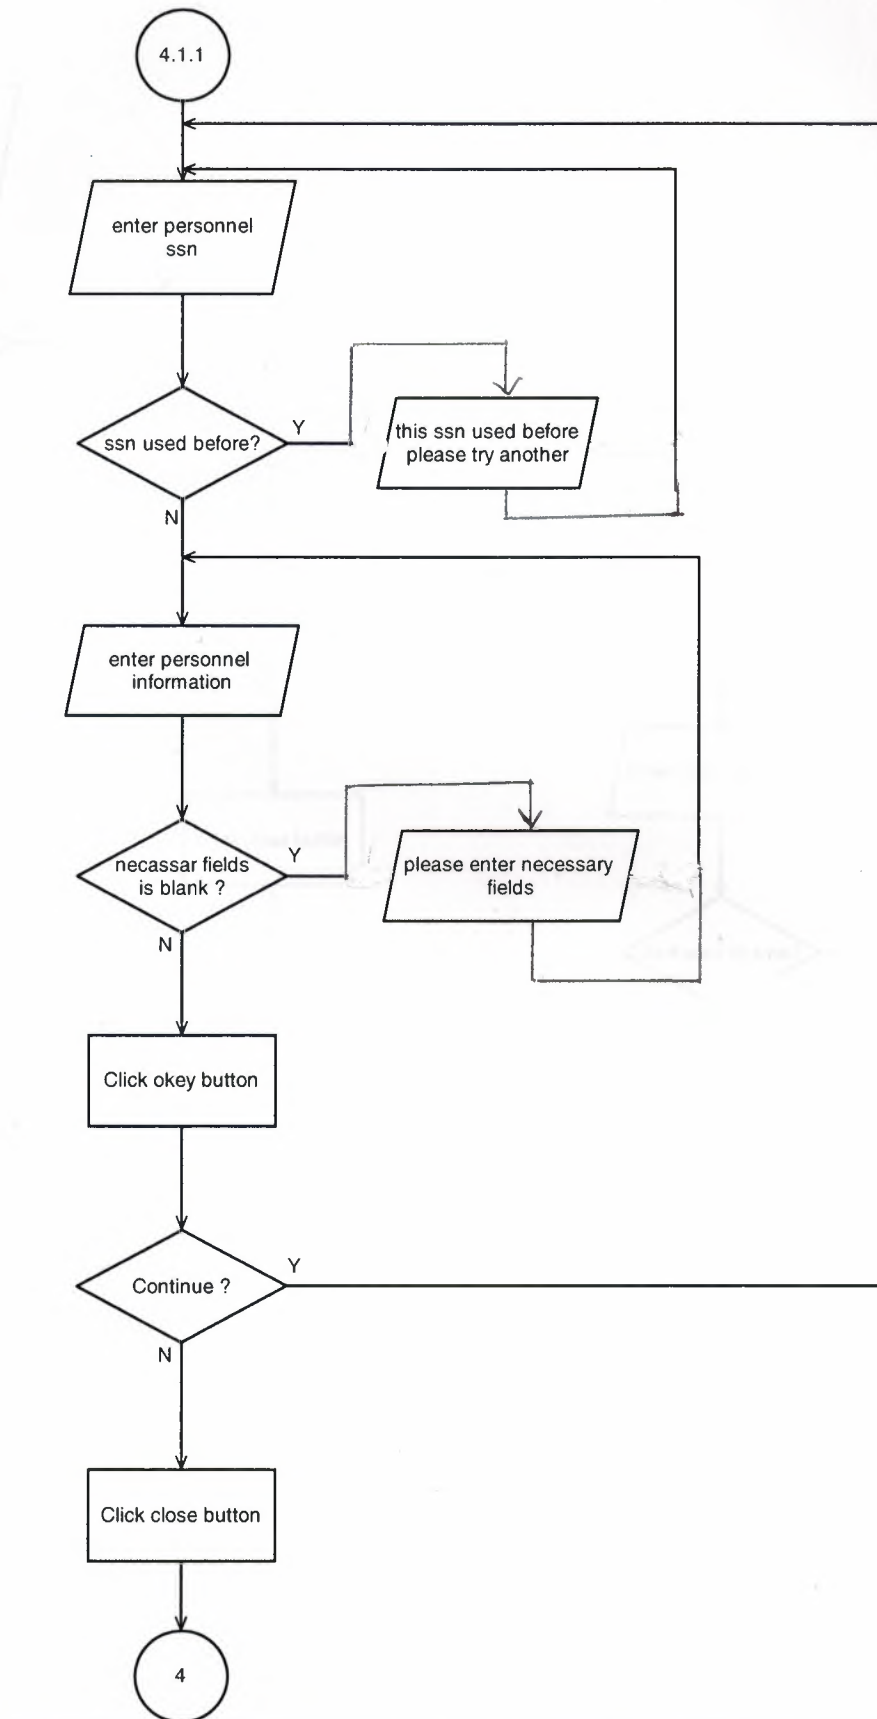 4.1.1
enter personnel
ssn
ssn used before?
Y
this ssn used before
please try another
N
enter personnel
information
necassar fields
is blank ?
Y
please enter necessary
fields
N
Click okey button
Continue ?
Y
N
Click close button
4